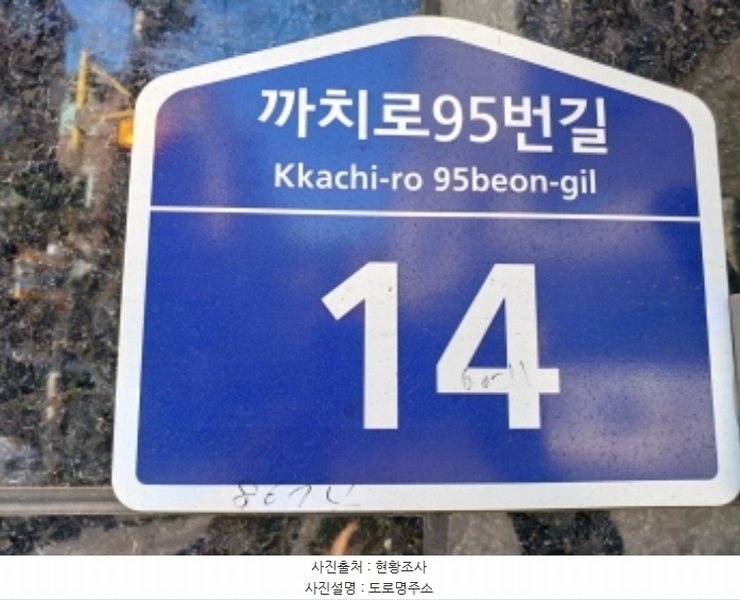 까치로95번길
Kkachi-ro 95beon-gil
14
사진출처 : 현황조사
사진설명 : 도로명주소